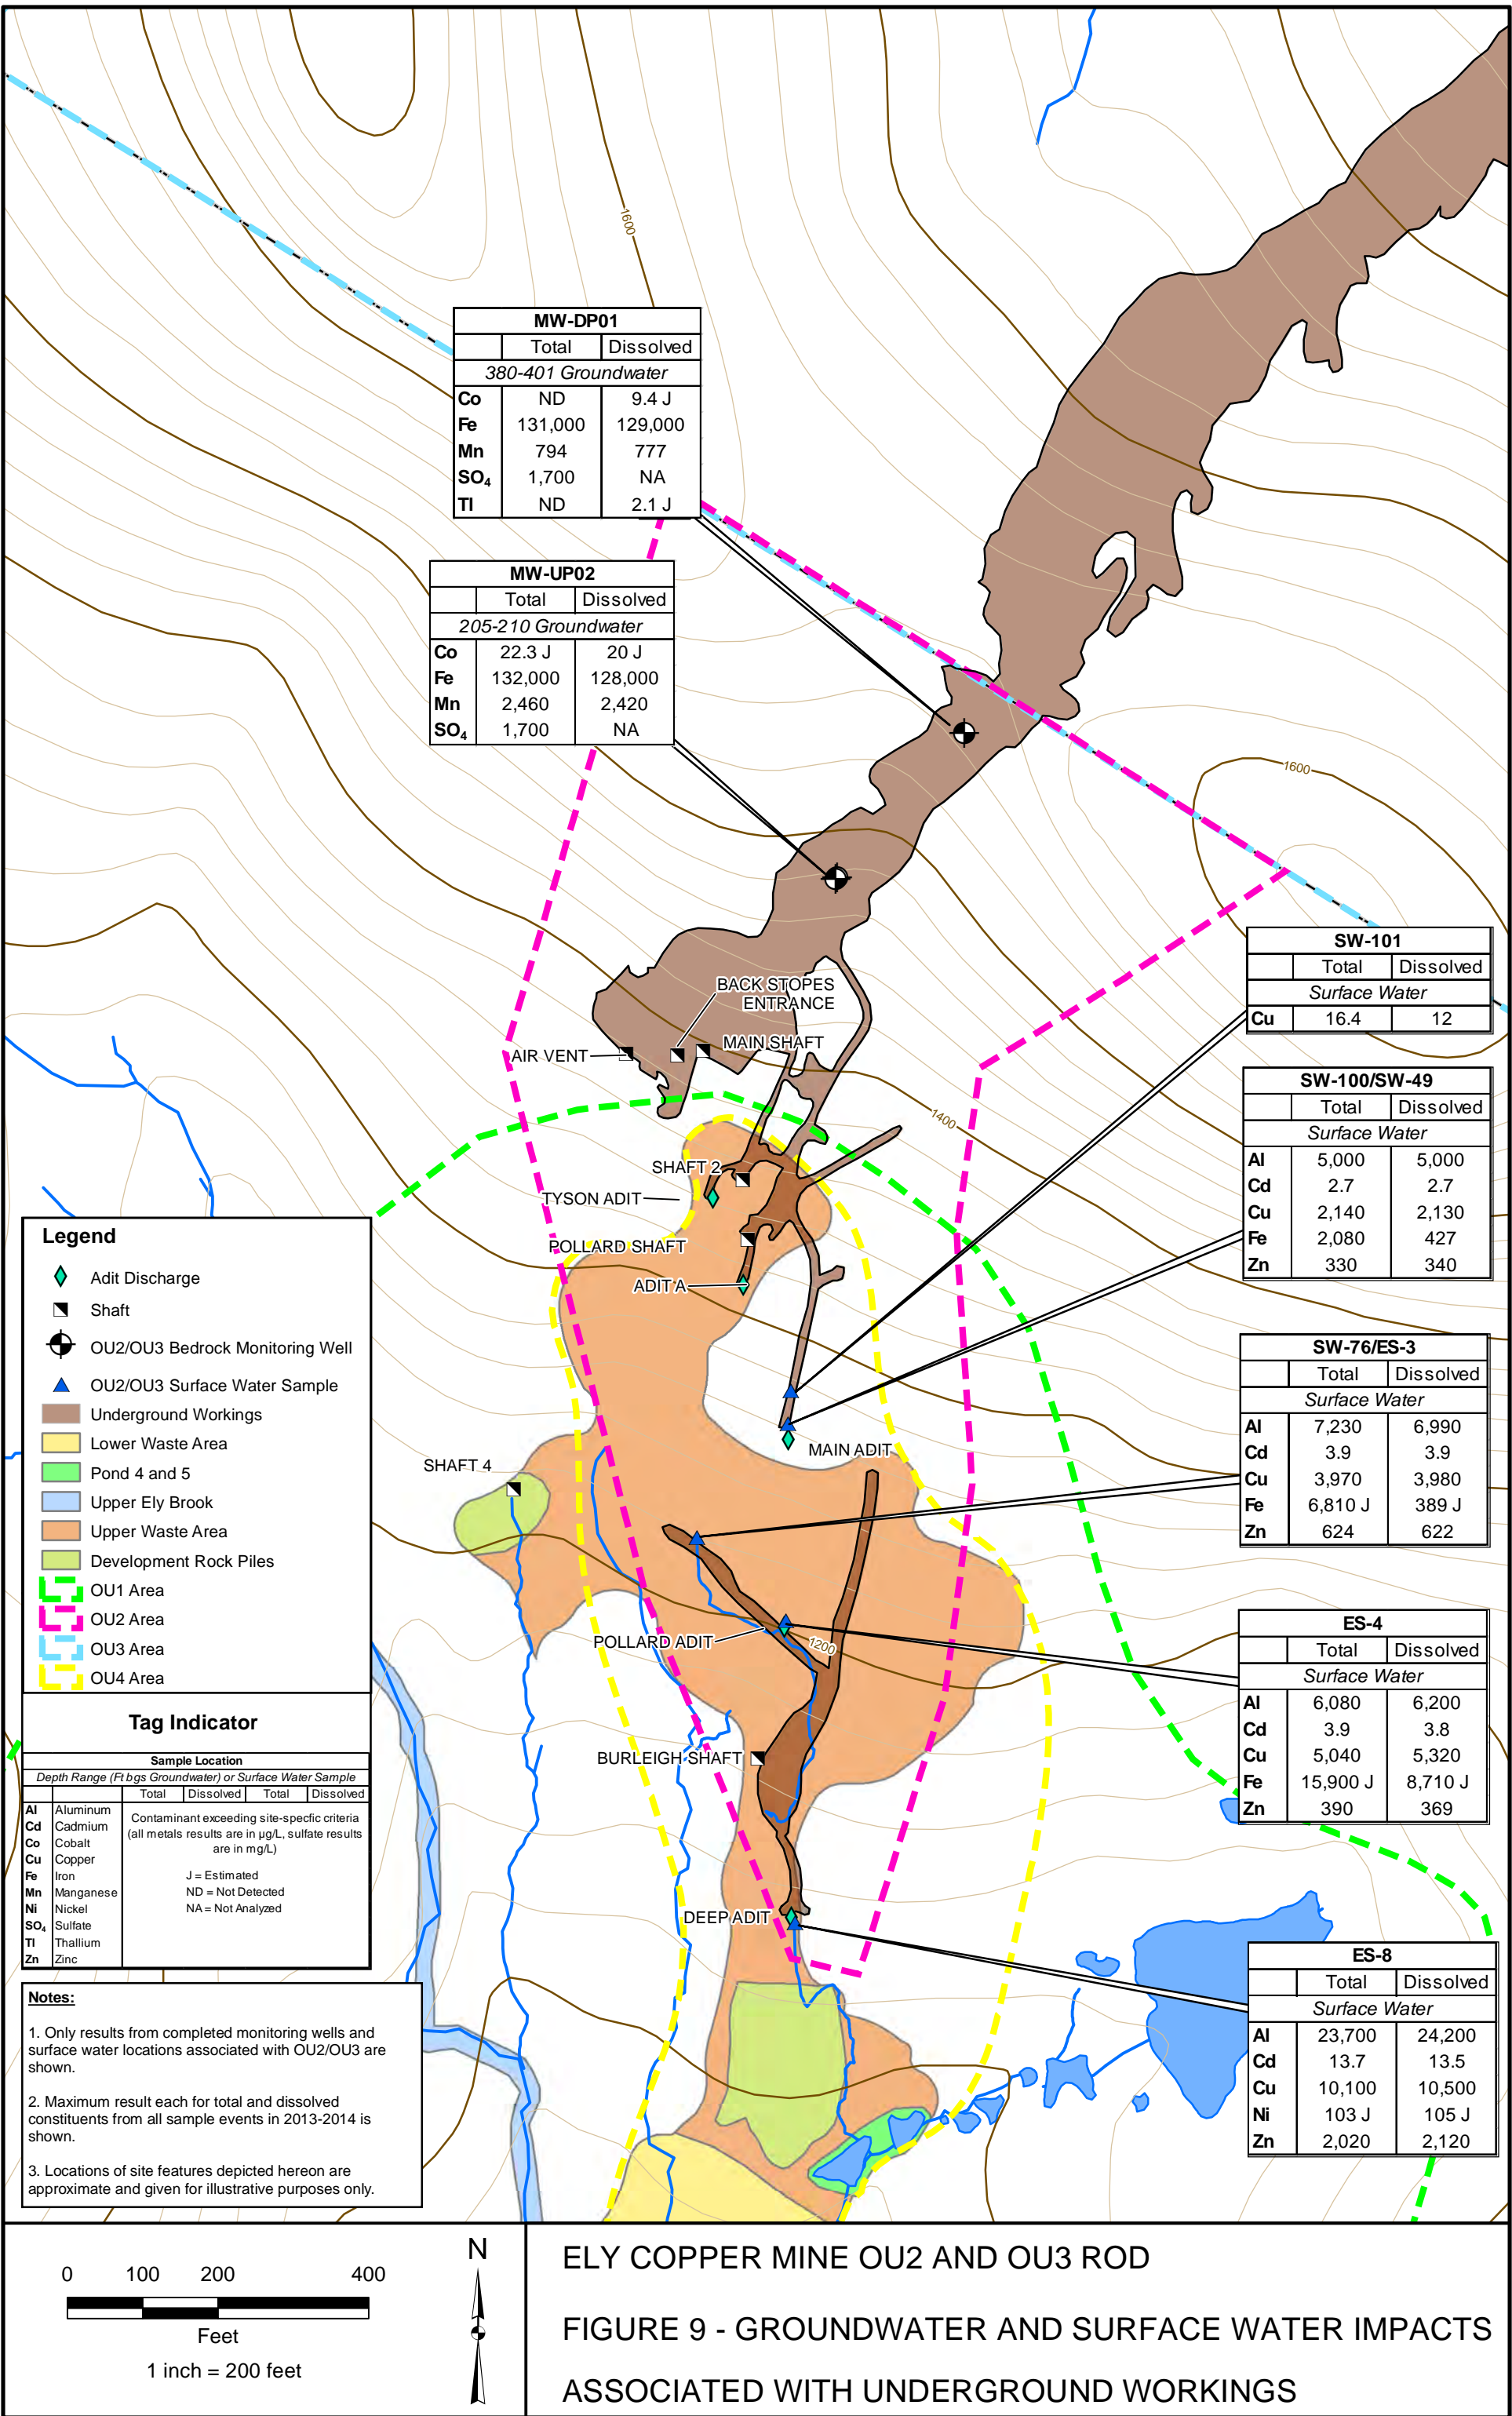 1600
MW-DP01
Total Dissolved
380-401 Groundwater
Co ND 9.4 J
Fe 131,000 129,000
Mn 794 777
SO₄ 1,700 NA
Tl ND 2.1 J
MW-UP02
Total Dissolved
205-210 Groundwater
Co 22.3 J 20 J
Fe 132,000 128,000
Mn 2,460 2,420
SO₄ 1,700 NA
1600
SW-101
Total Dissolved
Surface Water
Cu 16.4 12
BACK STOPES
ENTRANCE
MAIN SHAFT
AIR VENT
1400
SW-100/SW-49
Total Dissolved
Surface Water
Al 5,000 5,000
Cd 2.7 2.7
Cu 2,140 2,130
Fe 2,080 427
Zn 330 340
SHAFT 2
TYSON ADIT
POLLARD SHAFT
ADIT A
SW-76/ES-3
Total Dissolved
Surface Water
Al 7,230 6,990
Cd 3.9 3.9
Cu 3,970 3,980
Fe 6,810 J 389 J
Zn 624 622
MAIN ADIT
SHAFT 4
POLLARD ADIT
1200
ES-4
Total Dissolved
Surface Water
Al 6,080 6,200
Cd 3.9 3.8
Cu 5,040 5,320
Fe 15,900 J 8,710 J
Zn 390 369
BURLEIGH SHAFT
DEEP ADIT
ES-8
Total Dissolved
Surface Water
Al 23,700 24,200
Cd 13.7 13.5
Cu 10,100 10,500
Ni 103 J 105 J
Zn 2,020 2,120
Legend
Adit Discharge
Shaft
OU2/OU3 Bedrock Monitoring Well
OU2/OU3 Surface Water Sample
Underground Workings
Lower Waste Area
Pond 4 and 5
Upper Ely Brook
Upper Waste Area
Development Rock Piles
OU1 Area
OU2 Area
OU3 Area
OU4 Area
Tag Indicator
Sample Location
Depth Range (Ft bgs Groundwater) or Surface Water Sample
Total Dissolved Total Dissolved
Al Aluminum
Cd Cadmium
Co Cobalt
Cu Copper
Fe Iron
Mn Manganese
Ni Nickel
SO₄ Sulfate
Tl Thallium
Zn Zinc
Contaminant exceeding site-specfic criteria
(all metals results are in µg/L, sulfate results
are in mg/L)
J = Estimated
ND = Not Detected
NA = Not Analyzed
Notes:
1. Only results from completed monitoring wells and
surface water locations associated with OU2/OU3 are
shown.
2. Maximum result each for total and dissolved
constituents from all sample events in 2013-2014 is
shown.
3. Locations of site features depicted hereon are
approximate and given for illustrative purposes only.
0 100 200 400
Feet
1 inch = 200 feet
N
ELY COPPER MINE OU2 AND OU3 ROD
FIGURE 9 - GROUNDWATER AND SURFACE WATER IMPACTS
ASSOCIATED WITH UNDERGROUND WORKINGS